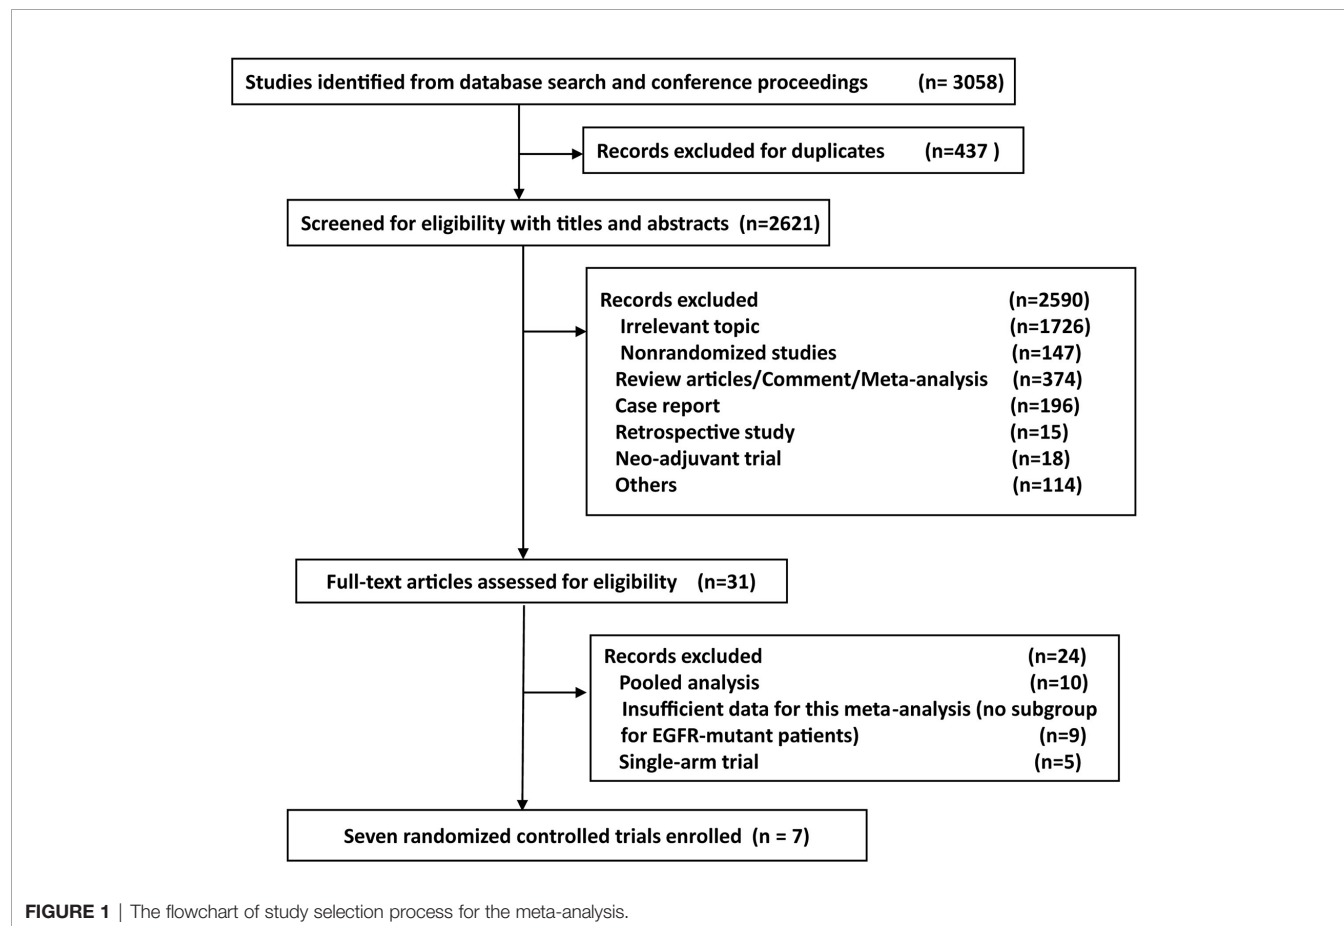 Studies identified from database search and conference proceedings (n= 3058)
Records excluded for duplicates (n=437 )
Screened for eligibility with titles and abstracts (n=2621)
Records excluded (n=2590)
Irrelevant topic (n=1726)
Nonrandomized studies (n=147)
Review articles/Comment/Meta-analysis (n=374)
Case report (n=196)
Retrospective study (n=15)
Neo-adjuvant trial (n=18)
Others (n=114)
Full-text articles assessed for eligibility (n=31)
Records excluded (n=24)
Pooled analysis (n=10)
Insufficient data for this meta-analysis (no subgroup
for EGFR-mutant patients) (n=9)
Single-arm trial (n=5)
Seven randomized controlled trials enrolled (n = 7)
FIGURE 1 | The flowchart of study selection process for the meta-analysis.